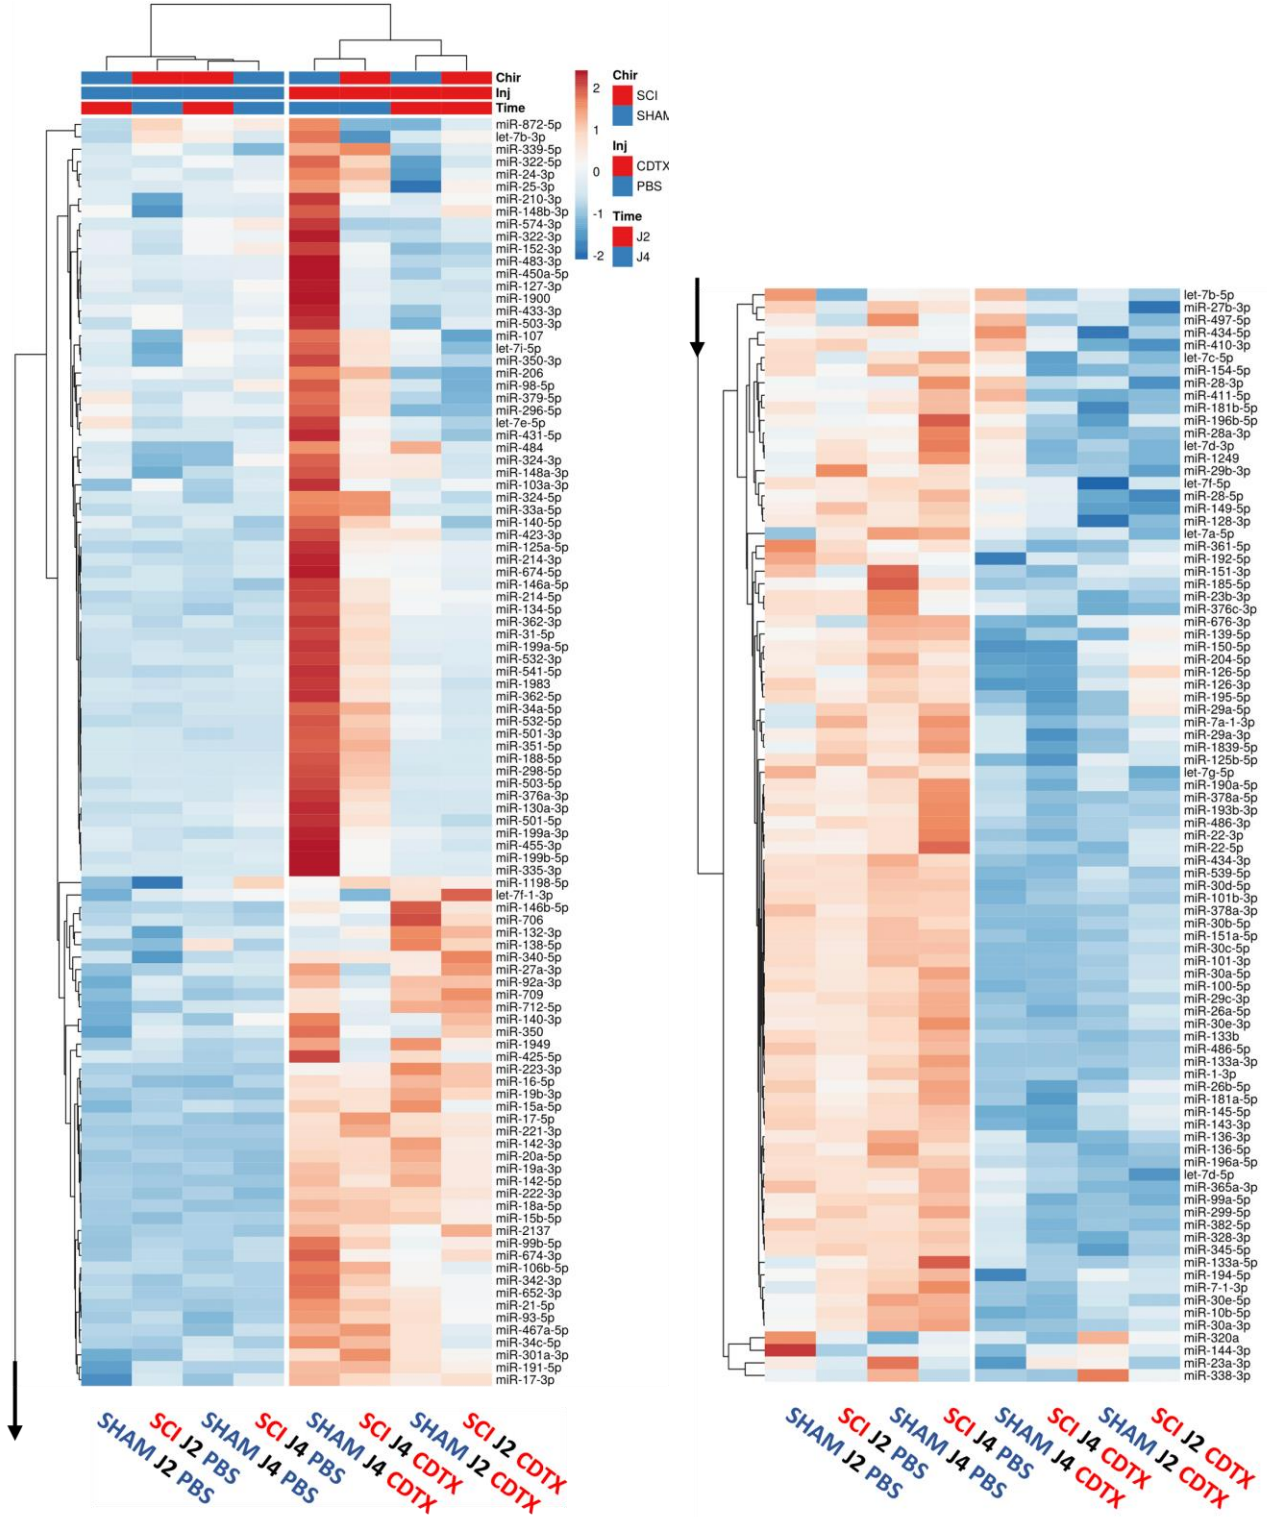 Chir
Inj
Time
2
1
0
-1
-2
Chir
SCI
SHAM
Inj
CDTX
PBS
Time
J2
J4
miR-872-5p
let-7b-3p
miR-339-5p
miR-322-5p
miR-24-3p
miR-25-3p
miR-210-3p
miR-148b-3p
miR-574-3p
miR-322-3p
miR-152-3p
miR-483-3p
miR-450a-5p
miR-127-3p
miR-1900
miR-433-3p
miR-503-3p
miR-107
let-7i-5p
miR-350-3p
miR-206
miR-98-5p
miR-379-5p
miR-296-5p
let-7e-5p
miR-431-5p
miR-484
miR-324-3p
miR-148a-3p
miR-103a-3p
miR-324-5p
miR-33a-5p
miR-140-5p
miR-423-3p
miR-125a-5p
miR-214-3p
miR-674-5p
miR-146a-5p
miR-214-5p
miR-134-5p
miR-362-3p
miR-31-5p
miR-199a-5p
miR-532-3p
miR-541-5p
miR-1983
miR-362-5p
miR-34a-5p
miR-532-5p
miR-501-3p
miR-351-5p
miR-188-5p
miR-298-5p
miR-503-5p
miR-376a-3p
miR-130a-3p
miR-501-5p
miR-199a-3p
miR-455-3p
miR-199b-5p
miR-335-3p
miR-1198-5p
let-7f-1-3p
miR-146b-5p
miR-706
miR-132-3p
miR-138-5p
miR-340-5p
miR-27a-3p
miR-92a-3p
miR-709
miR-712-5p
miR-140-3p
miR-350
miR-1949
miR-425-5p
miR-223-3p
miR-16-5p
miR-19b-3p
miR-15a-5p
miR-17-5p
miR-221-3p
miR-142-3p
miR-20a-5p
miR-19a-3p
miR-142-5p
miR-222-3p
miR-18a-5p
miR-15b-5p
miR-2137
miR-99b-5p
miR-674-3p
miR-106b-5p
miR-342-3p
miR-652-3p
miR-21-5p
miR-93-5p
miR-467a-5p
miR-34c-5p
miR-301a-3p
miR-191-5p
miR-17-3p
SHAM J2 PBS
SCI J2 PBS
SHAM J4 PBS
SCI J4 PBS
SHAM J4 CDTX
SCI J4 CDTX
SHAM J2 CDTX
SCI J2 CDTX
let-7b-5p
miR-27b-3p
miR-497-5p
miR-434-5p
miR-410-3p
let-7c-5p
miR-154-5p
miR-28-3p
miR-411-5p
miR-181b-5p
miR-196b-5p
miR-28a-3p
let-7d-3p
miR-1249
miR-29b-3p
let-7f-5p
miR-28-5p
miR-149-5p
miR-128-3p
let-7a-5p
miR-361-5p
miR-192-5p
miR-151-3p
miR-185-5p
miR-23b-3p
miR-376c-3p
miR-676-3p
miR-139-5p
miR-150-5p
miR-204-5p
miR-126-5p
miR-126-3p
miR-195-5p
miR-29a-5p
miR-7a-1-3p
miR-29a-3p
miR-1839-5p
miR-125b-5p
let-7g-5p
miR-190a-5p
miR-378a-5p
miR-193b-3p
miR-486-3p
miR-22-3p
miR-22-5p
miR-434-3p
miR-539-5p
miR-30d-5p
miR-101b-3p
miR-378a-3p
miR-30b-5p
miR-151a-5p
miR-30c-5p
miR-101-3p
miR-30a-5p
miR-100-5p
miR-29c-3p
miR-26a-5p
miR-30e-3p
miR-133b
miR-486-5p
miR-133a-3p
miR-1-3p
miR-26b-5p
miR-181a-5p
miR-145-5p
miR-143-3p
miR-136-3p
miR-136-5p
miR-196a-5p
let-7d-5p
miR-365a-3p
miR-99a-5p
miR-299-5p
miR-382-5p
miR-328-3p
miR-345-5p
miR-133a-5p
miR-194-5p
miR-7-1-3p
miR-30e-5p
miR-10b-5p
miR-30a-3p
miR-320a
miR-144-3p
miR-23a-3p
miR-338-3p
SHAM J2 PBS
SCI J2 PBS
SHAM J4 PBS
SCI J4 PBS
SHAM J4 CDTX
SCI J4 CDTX
SHAM J2 CDTX
SCI J2 CDTX